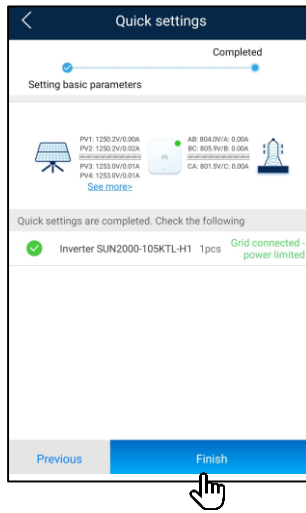 Quick settings
Completed
Setting basic parameters
PV1: 1250.2V/0.00A
PV2: 1250.2V/0.02A
PV3: 1253.0V/0.01A
PV4: 1253.0V/0.01A
See more>
AB: 804.0V/A: 0.00A
BC: 805.9V/B: 0.00A
CA: 801.5V/C: 0.00A
Quick settings are completed. Check the following
Inverter SUN2000-105KTL-H1 1pcs
Grid connected -
power limited
Previous
Finish